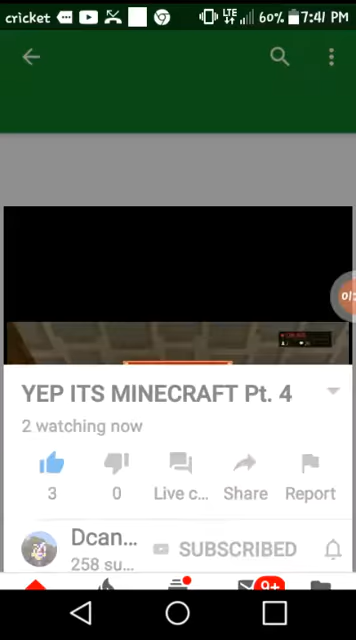 cricket LTE 60% 7:41 PM
YEP ITS MINECRAFT Pt. 4
2 watching now
3 0 Live c... Share Report
Dcan... SUBSCRIBED
258 su...
9+